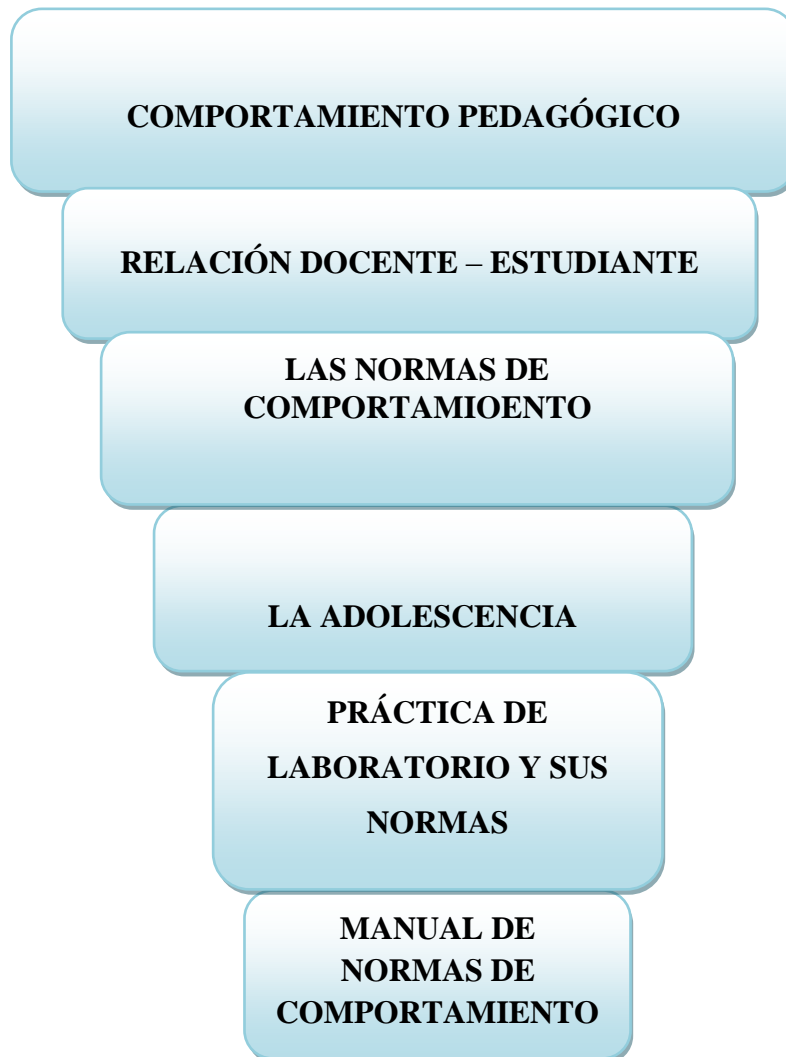 COMPORTAMIENTO PEDAGÓGICO
RELACIÓN DOCENTE – ESTUDIANTE
LAS NORMAS DE
COMPORTAMIOENTO
LA ADOLESCENCIA
PRÁCTICA DE
LABORATORIO Y SUS
NORMAS
MANUAL DE
NORMAS DE
COMPORTAMIENTO